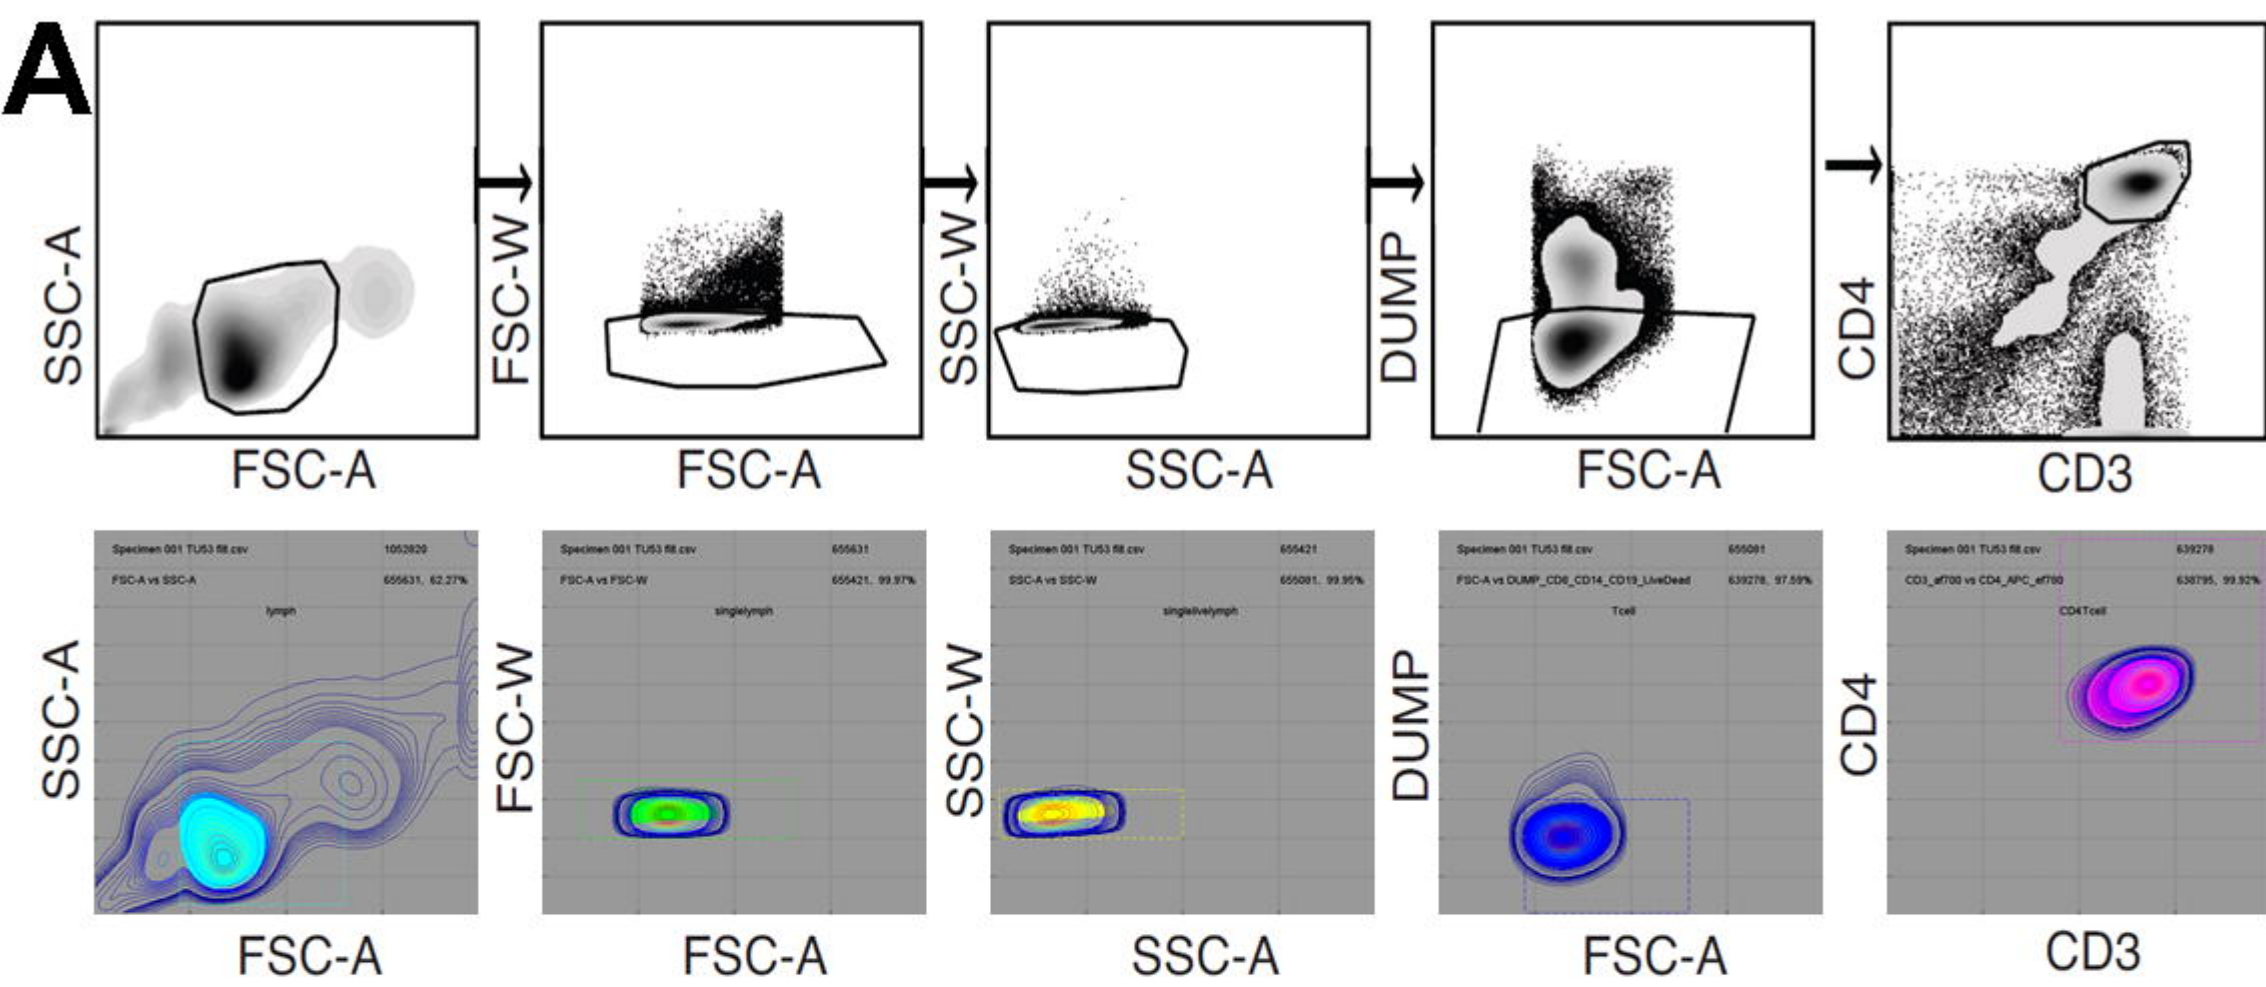 A
SSC-A
FSC-W
SSC-W
DUMP
CD4
FSC-A
FSC-A
SSC-A
FSC-A
CD3
Specimen 001 TU53 fill.csv 1052820
FSC-A vs SSC-A 655631, 62.27%
lymph
Specimen 001 TU53 fill.csv 655631
FSC-A vs FSC-W 655421, 99.97%
singlelymph
Specimen 001 TU53 fill.csv 655421
SSC-A vs SSC-W 655081, 99.95%
singlelivelymph
Specimen 001 TU53 fill.csv 655081
FSC-A vs DUMP_CD8_CD14_CD19_LiveDead 639278, 97.59%
Tcell
Specimen 001 TU53 fill.csv 639278
CD3_af700 vs CD4_APC_ef780 638795, 99.92%
CD4Tcell
SSC-A
FSC-W
SSC-W
DUMP
CD4
FSC-A
FSC-A
SSC-A
FSC-A
CD3